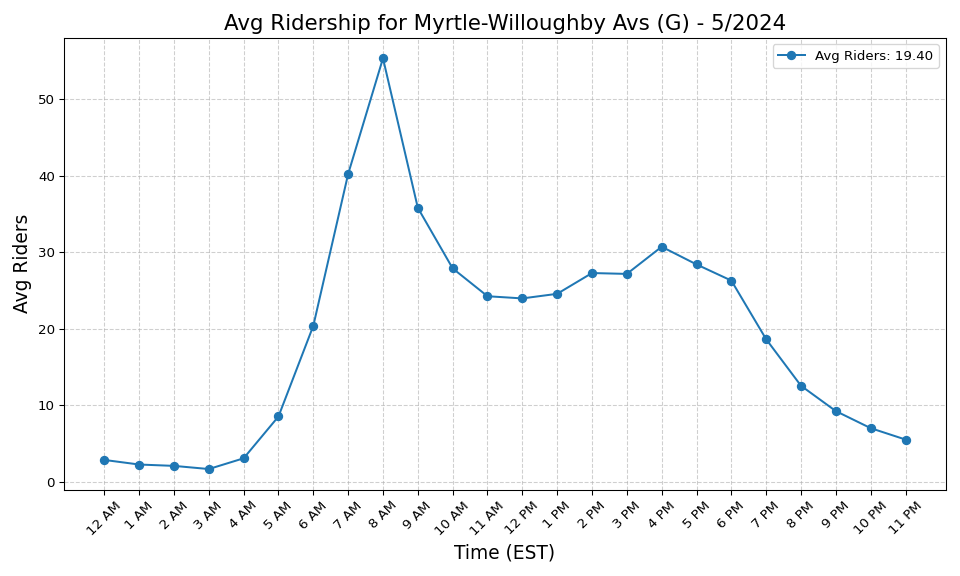 Avg Ridership for Myrtle-Willoughby Avs (G) - 5/2024
Avg Riders: 19.40
Avg Riders
50
40
30
20
10
0
12 AM 1 AM 2 AM 3 AM 4 AM 5 AM 6 AM 7 AM 8 AM 9 AM 10 AM 11 AM 12 PM 1 PM 2 PM 3 PM 4 PM 5 PM 6 PM 7 PM 8 PM 9 PM 10 PM 11 PM
Time (EST)